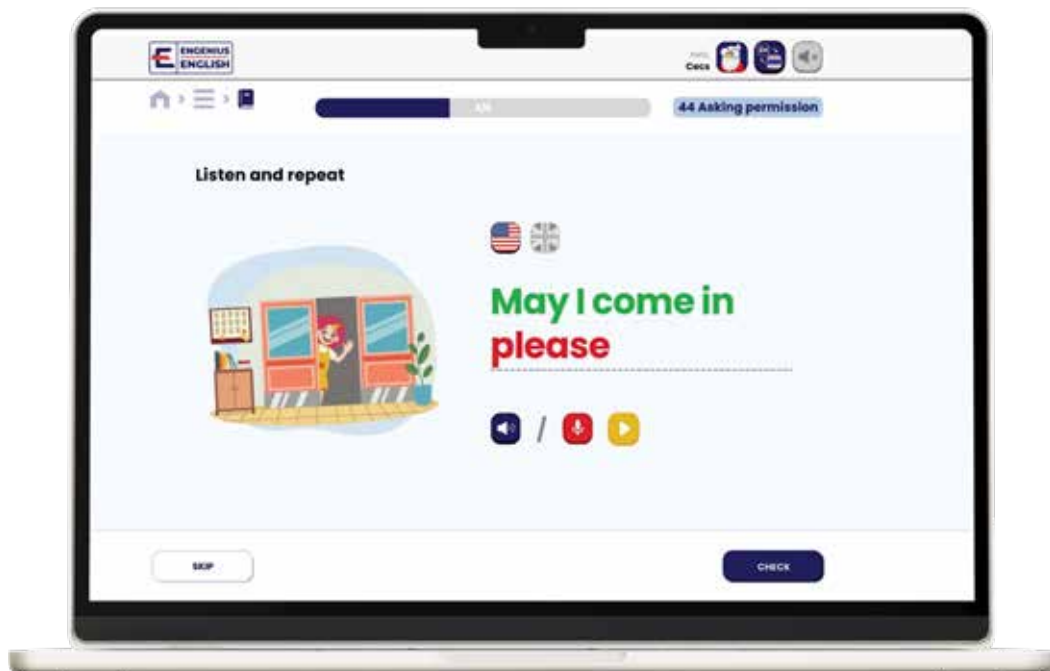 ENGENIUS
ENGLISH
Cecs
44 Asking permission
Listen and repeat
May I come in
please
SKIP
CHECK